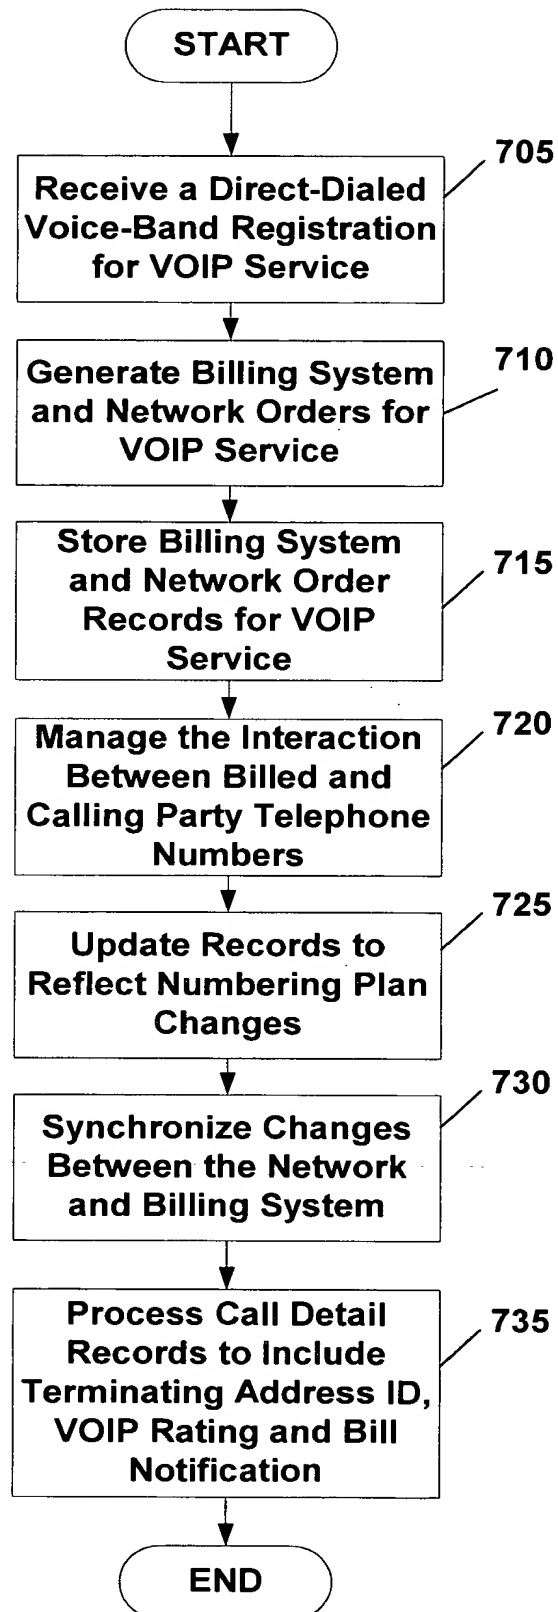 START
705
Receive a Direct-Dialed
Voice-Band Registration
for VOIP Service
710
Generate Billing System
and Network Orders for
VOIP Service
715
Store Billing System
and Network Order
Records for VOIP
Service
720
Manage the Interaction
Between Billed and
Calling Party Telephone
Numbers
725
Update Records to
Reflect Numbering Plan
Changes
730
Synchronize Changes
Between the Network
and Billing System
735
Process Call Detail
Records to Include
Terminating Address ID,
VOIP Rating and Bill
Notification
END